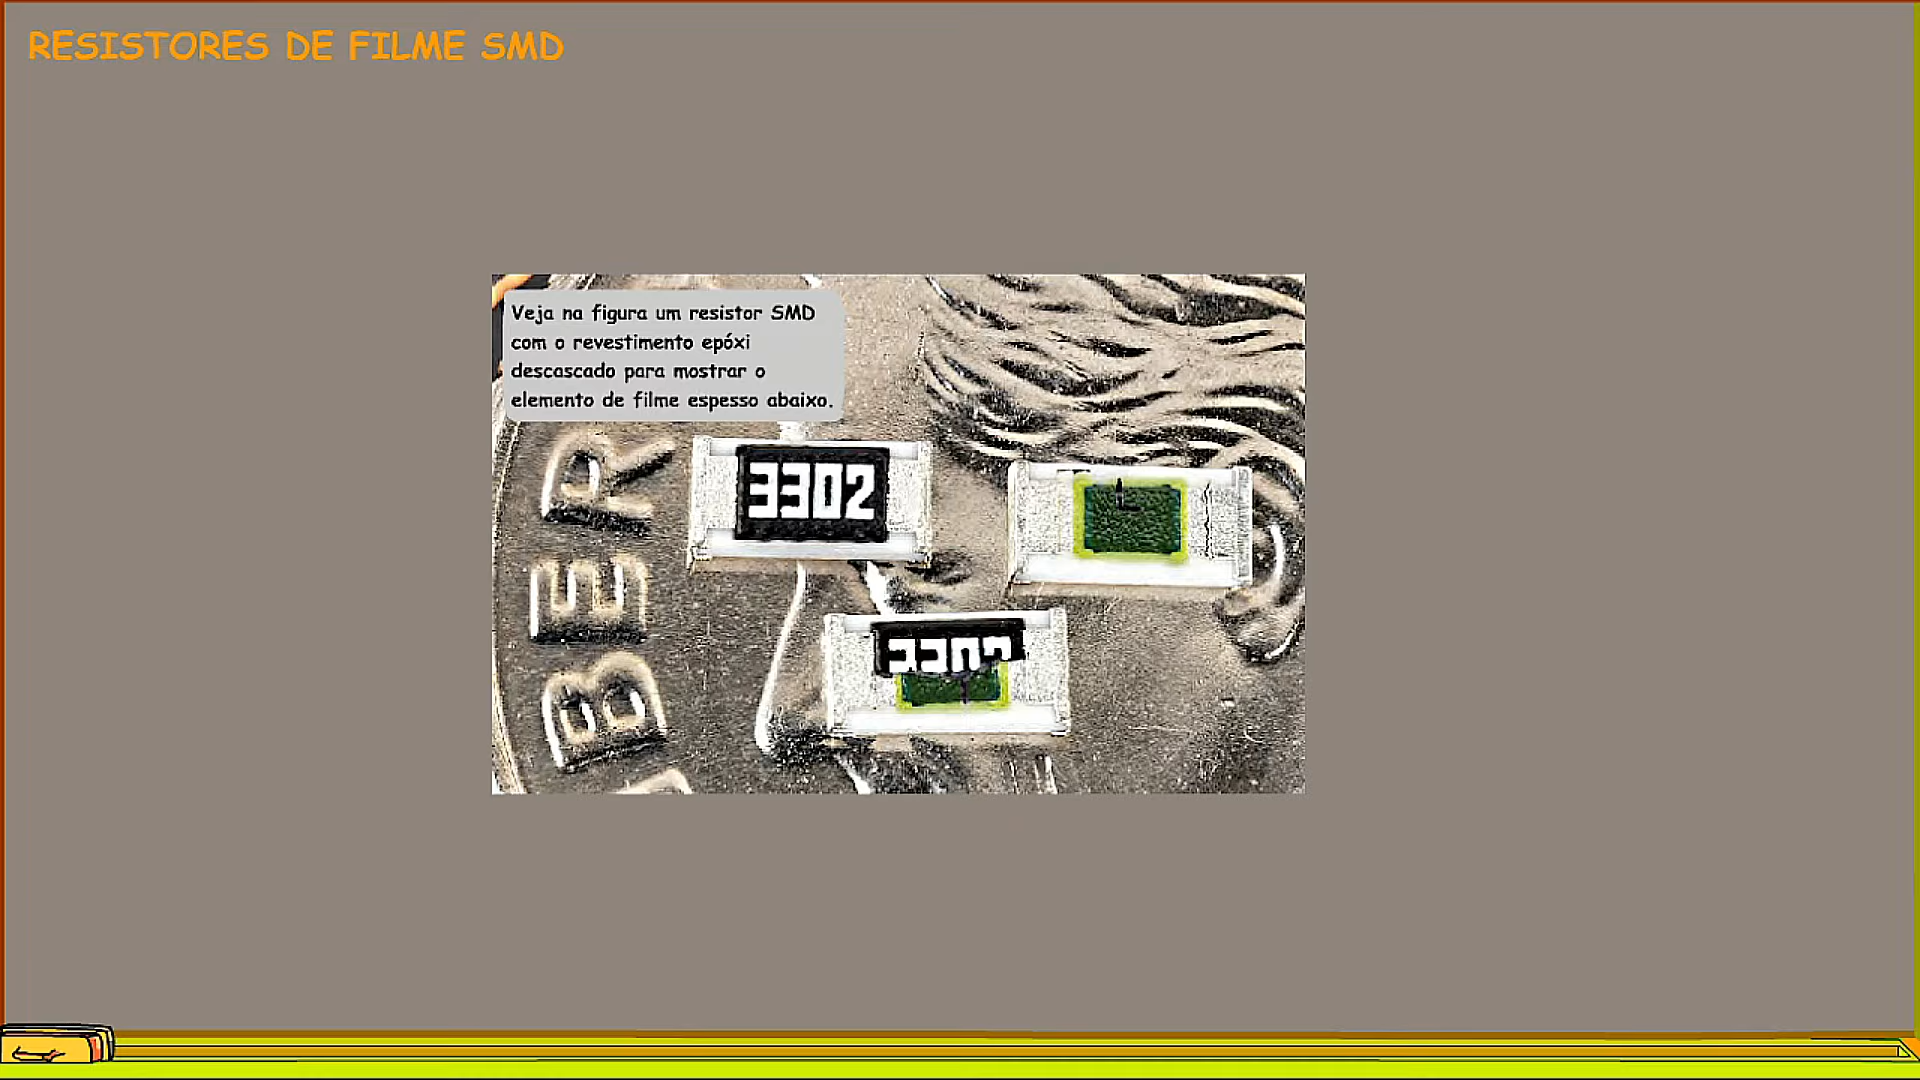 RESISTORES DE FILME SMD
Veja na figura um resistor SMD
com o revestimento epóxi
descascado para mostrar o
elemento de filme espesso abaixo.
3302
3302
BER